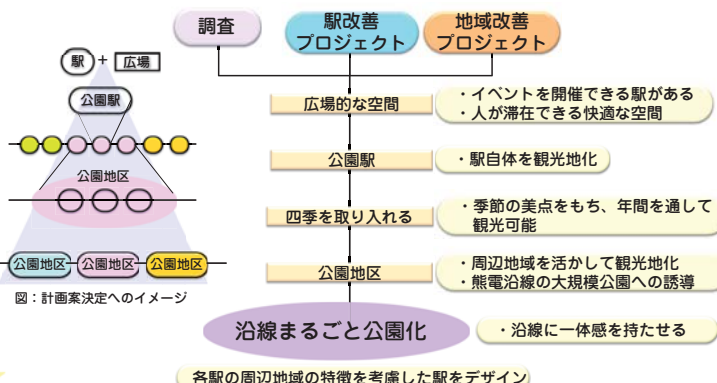 調査
駅改善
プロジェクト
地域改善
プロジェクト
駅 + 広場
公園駅
公園地区
公園地区
公園地区
公園地区
図：計画案決定へのイメージ
広場的な空間
・イベントを開催できる駅がある
・人が滞在できる快適な空間
公園駅
・駅自体を観光地化
四季を取り入れる
・季節の美点をもち、年間を通して
観光可能
公園地区
・周辺地域を活かして観光地化
・熊電沿線の大規模公園への誘導
沿線まるごと公園化
・沿線に一体感を持たせる
各駅の周辺地域の特徴を考慮した駅をデザイン